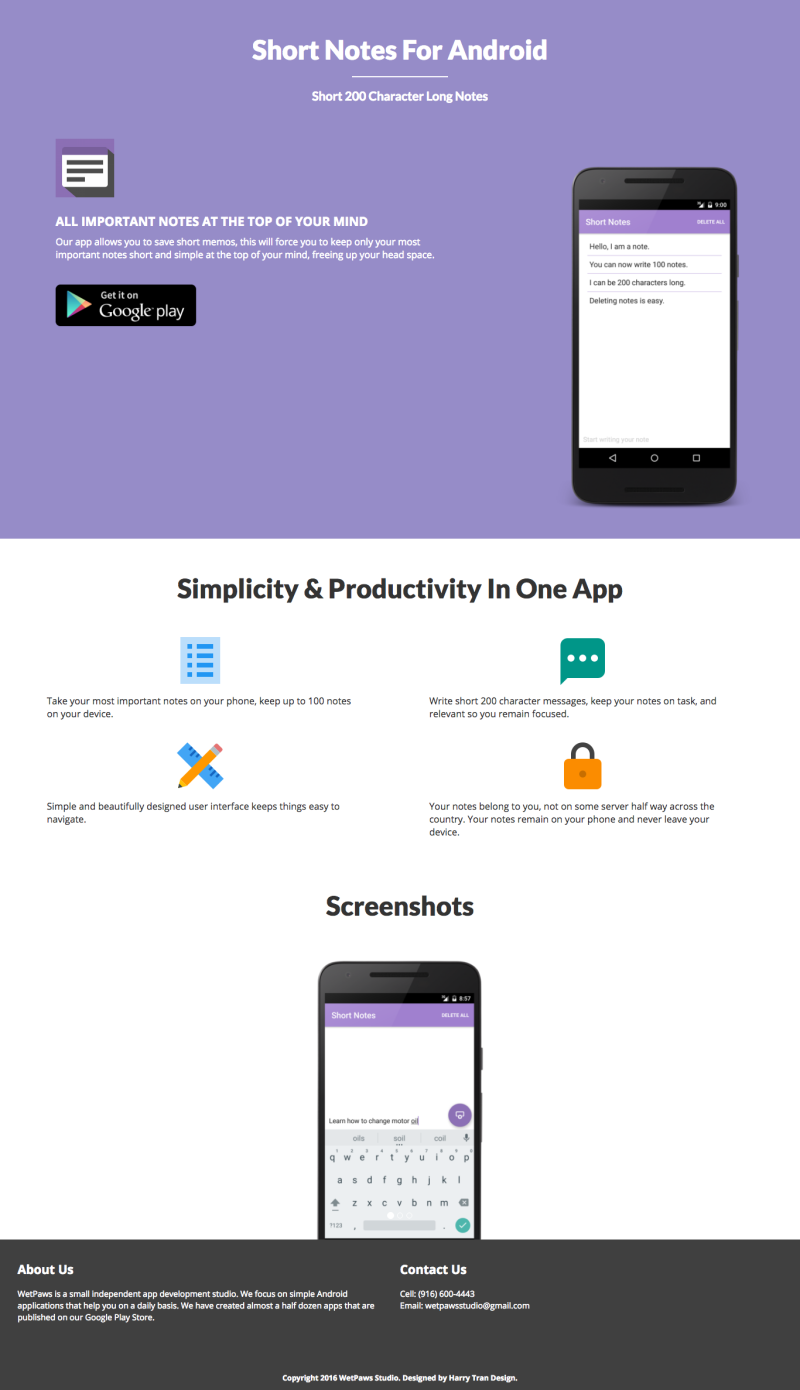 Short Notes For Android
Short 200 Character Long Notes
ALL IMPORTANT NOTES AT THE TOP OF YOUR MIND
Our app allows you to save short memos, this will force you to keep only your most
important notes short and simple at the top of your mind, freeing up your head space.
Get it on
Google play
9:00
Short Notes
DELETE ALL
Hello, I am a note.
You can now write 100 notes.
I can be 200 characters long.
Deleting notes is easy.
Start writing your note
Simplicity & Productivity In One App
Take your most important notes on your phone, keep up to 100 notes
on your device.
Write short 200 character messages, keep your notes on task, and
relevant so you remain focused.
Simple and beautifully designed user interface keeps things easy to
navigate.
Your notes belong to you, not on some server half way across the
country. Your notes remain on your phone and never leave your
device.
Screenshots
8:57
Short Notes
DELETE ALL
Learn how to change motor oil
oils soil coil
1 2 3 4 5 6 7 8 9 0
q w e r t y u i o p
a s d f g h j k l
z x c v b n m
?123 , .
About Us
WetPaws is a small independent app development studio. We focus on simple Android
applications that help you on a daily basis. We have created almost a half dozen apps that are
published on our Google Play Store.
Contact Us
Cell: (916) 600-4443
Email: wetpawsstudio@gmail.com
Copyright 2016 WetPaws Studio. Designed by Harry Tran Design.